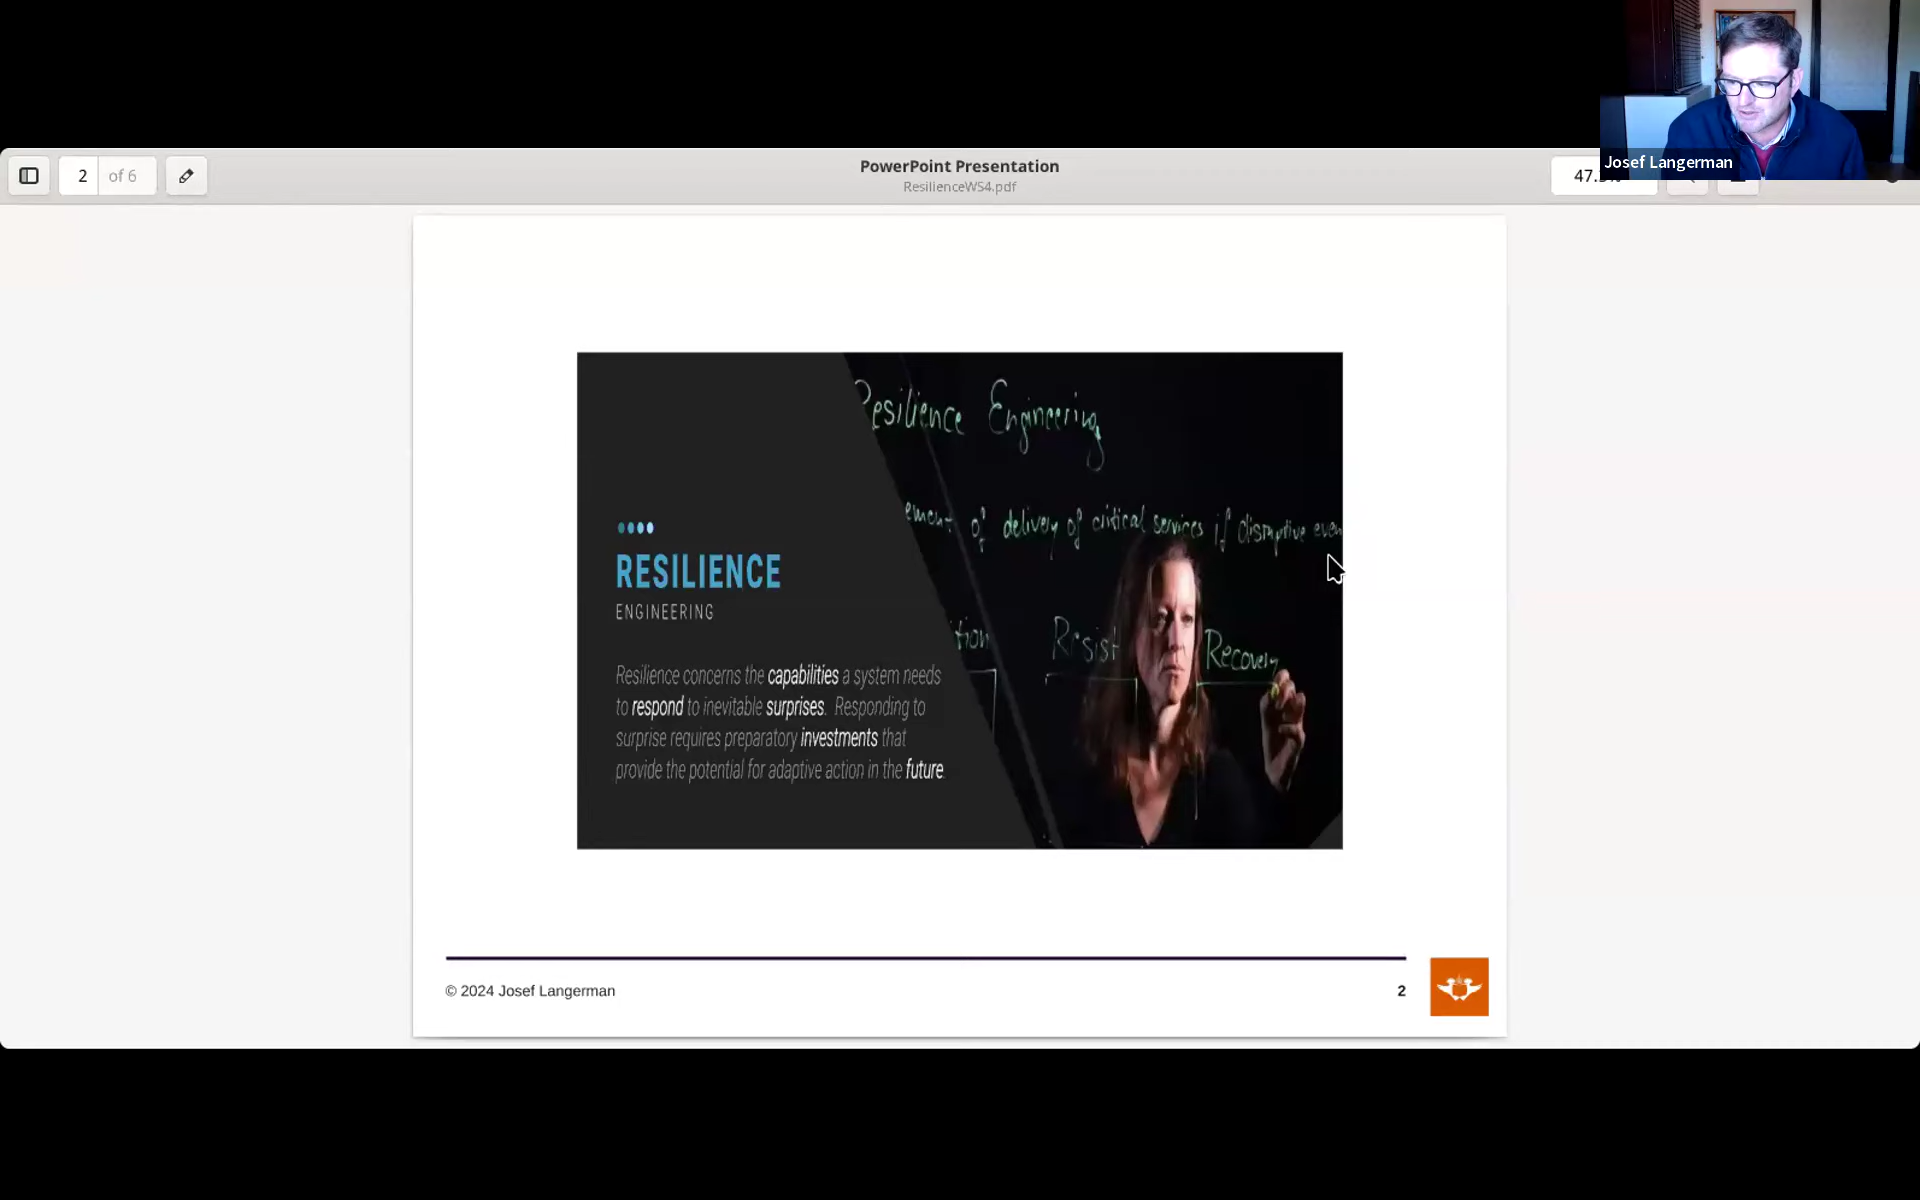 Josef Langerman
2 of 6
PowerPoint Presentation
ResilienceWS4.pdf
Resilience Engineering
of delivery of critical services if disruptive
Resist
Recovery
RESILIENCE
ENGINEERING
Resilience concerns the capabilities a system needs
to respond to inevitable surprises. Responding to
surprise requires preparatory investments that
provide the potential for adaptive action in the future
© 2024 Josef Langerman
2